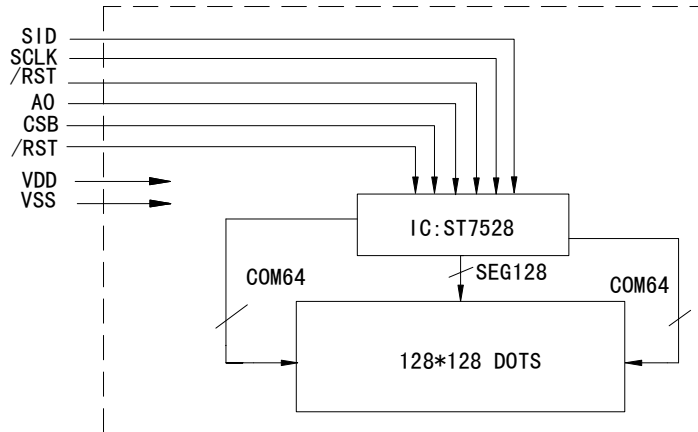 SID
SCLK
/RST
A0
CSB
/RST
VDD
VSS
IC:ST7528
SEG128
COM64
COM64
128*128 DOTS